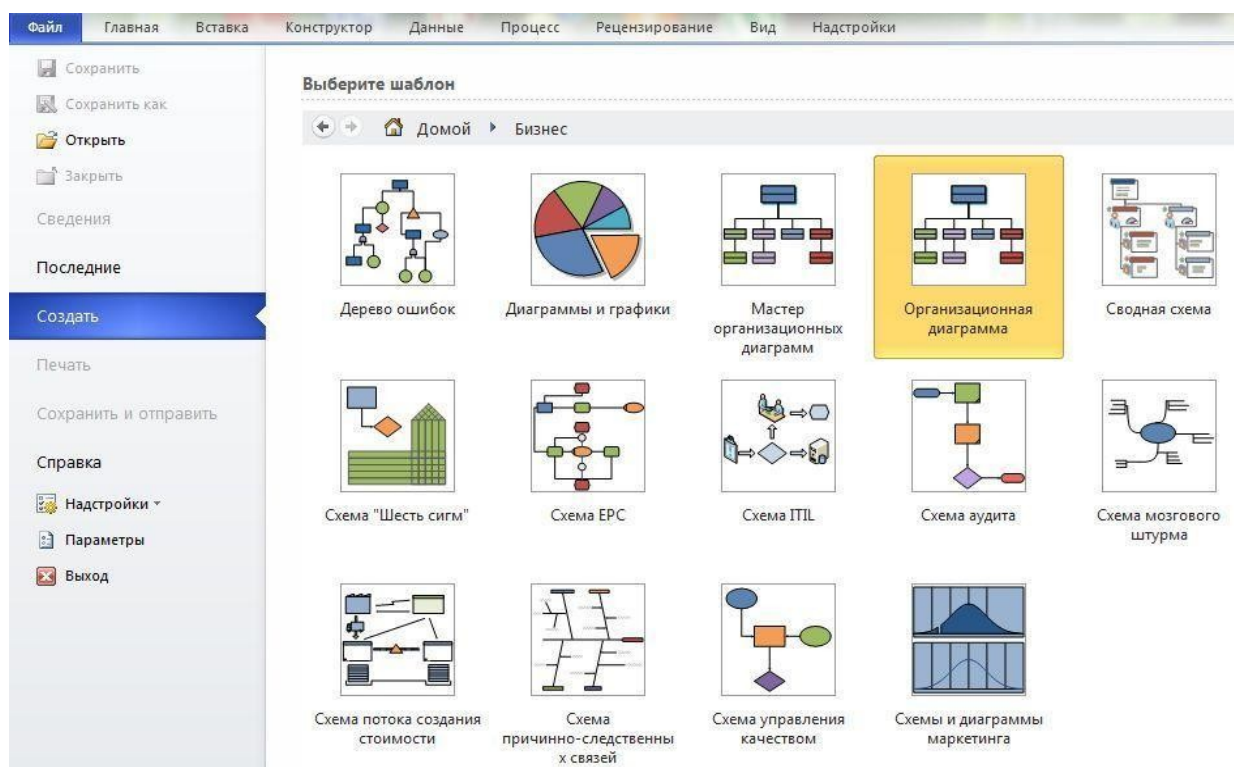 Файл Главная Вставка Конструктор Данные Процесс Рецензирование Вид Надстройки
Сохранить
Сохранить как
Открыть
Закрыть
Сведения
Последние
Создать
Печать
Сохранить и отправить
Справка
Надстройки
Параметры
Выход
Выберите шаблон
Домой Бизнес
Дерево ошибок
Диаграммы и графики
Мастер
организационных
диаграмм
Организационная
диаграмма
Сводная схема
Схема "Шесть сигм"
Схема EPC
Схема ITIL
Схема аудита
Схема мозгового
штурма
Схема потока создания
стоимости
Схема
причинно-следственны
х связей
Схема управления
качеством
Схемы и диаграммы
маркетинга